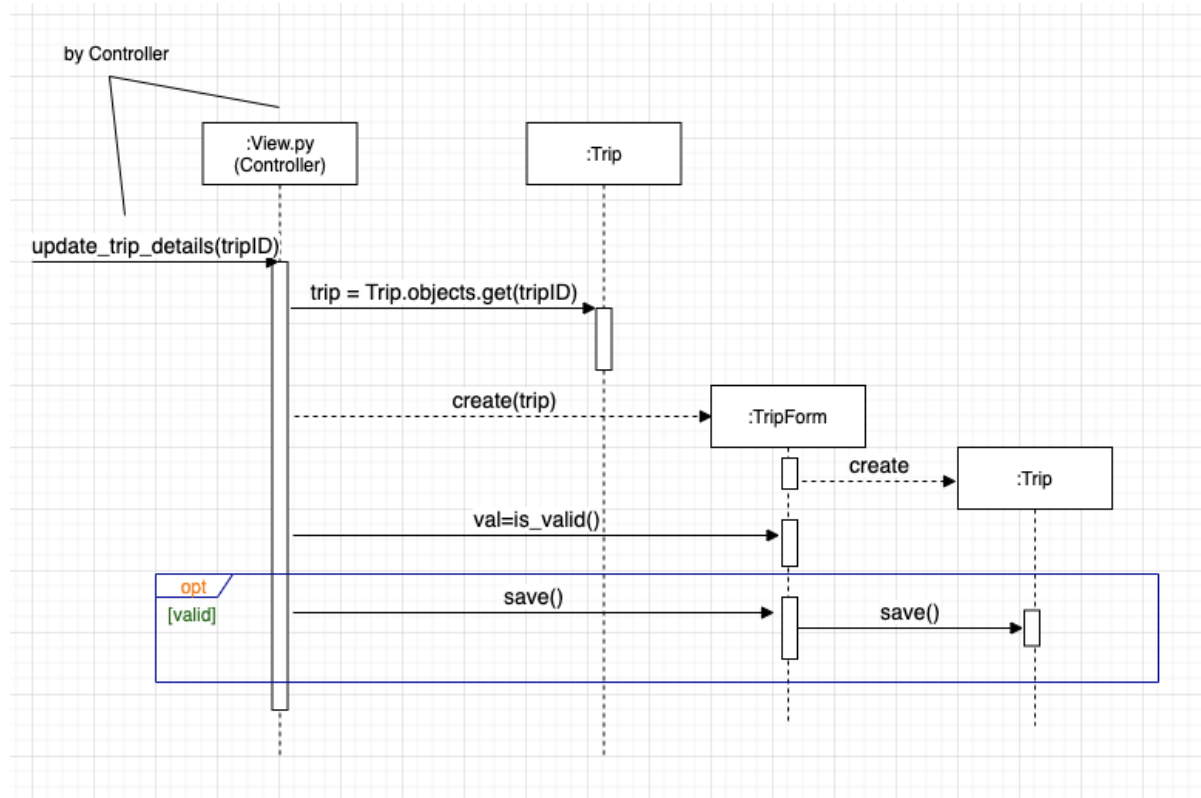 by Controller
:View.py
(Controller)
:Trip
update_trip_details(tripID)
trip = Trip.objects.get(tripID)
create(trip)
:TripForm
create
:Trip
val=is_valid()
opt
[valid]
save()
save()